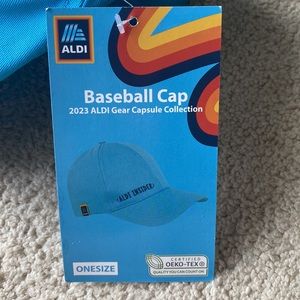 ALDI
Baseball Cap
2023 ALDI Gear Capsule Collection
ALDI INSIDER
ONESIZE
CERTIFIED
OEKO-TEX®
QUALITY YOU CAN COUNT ON!